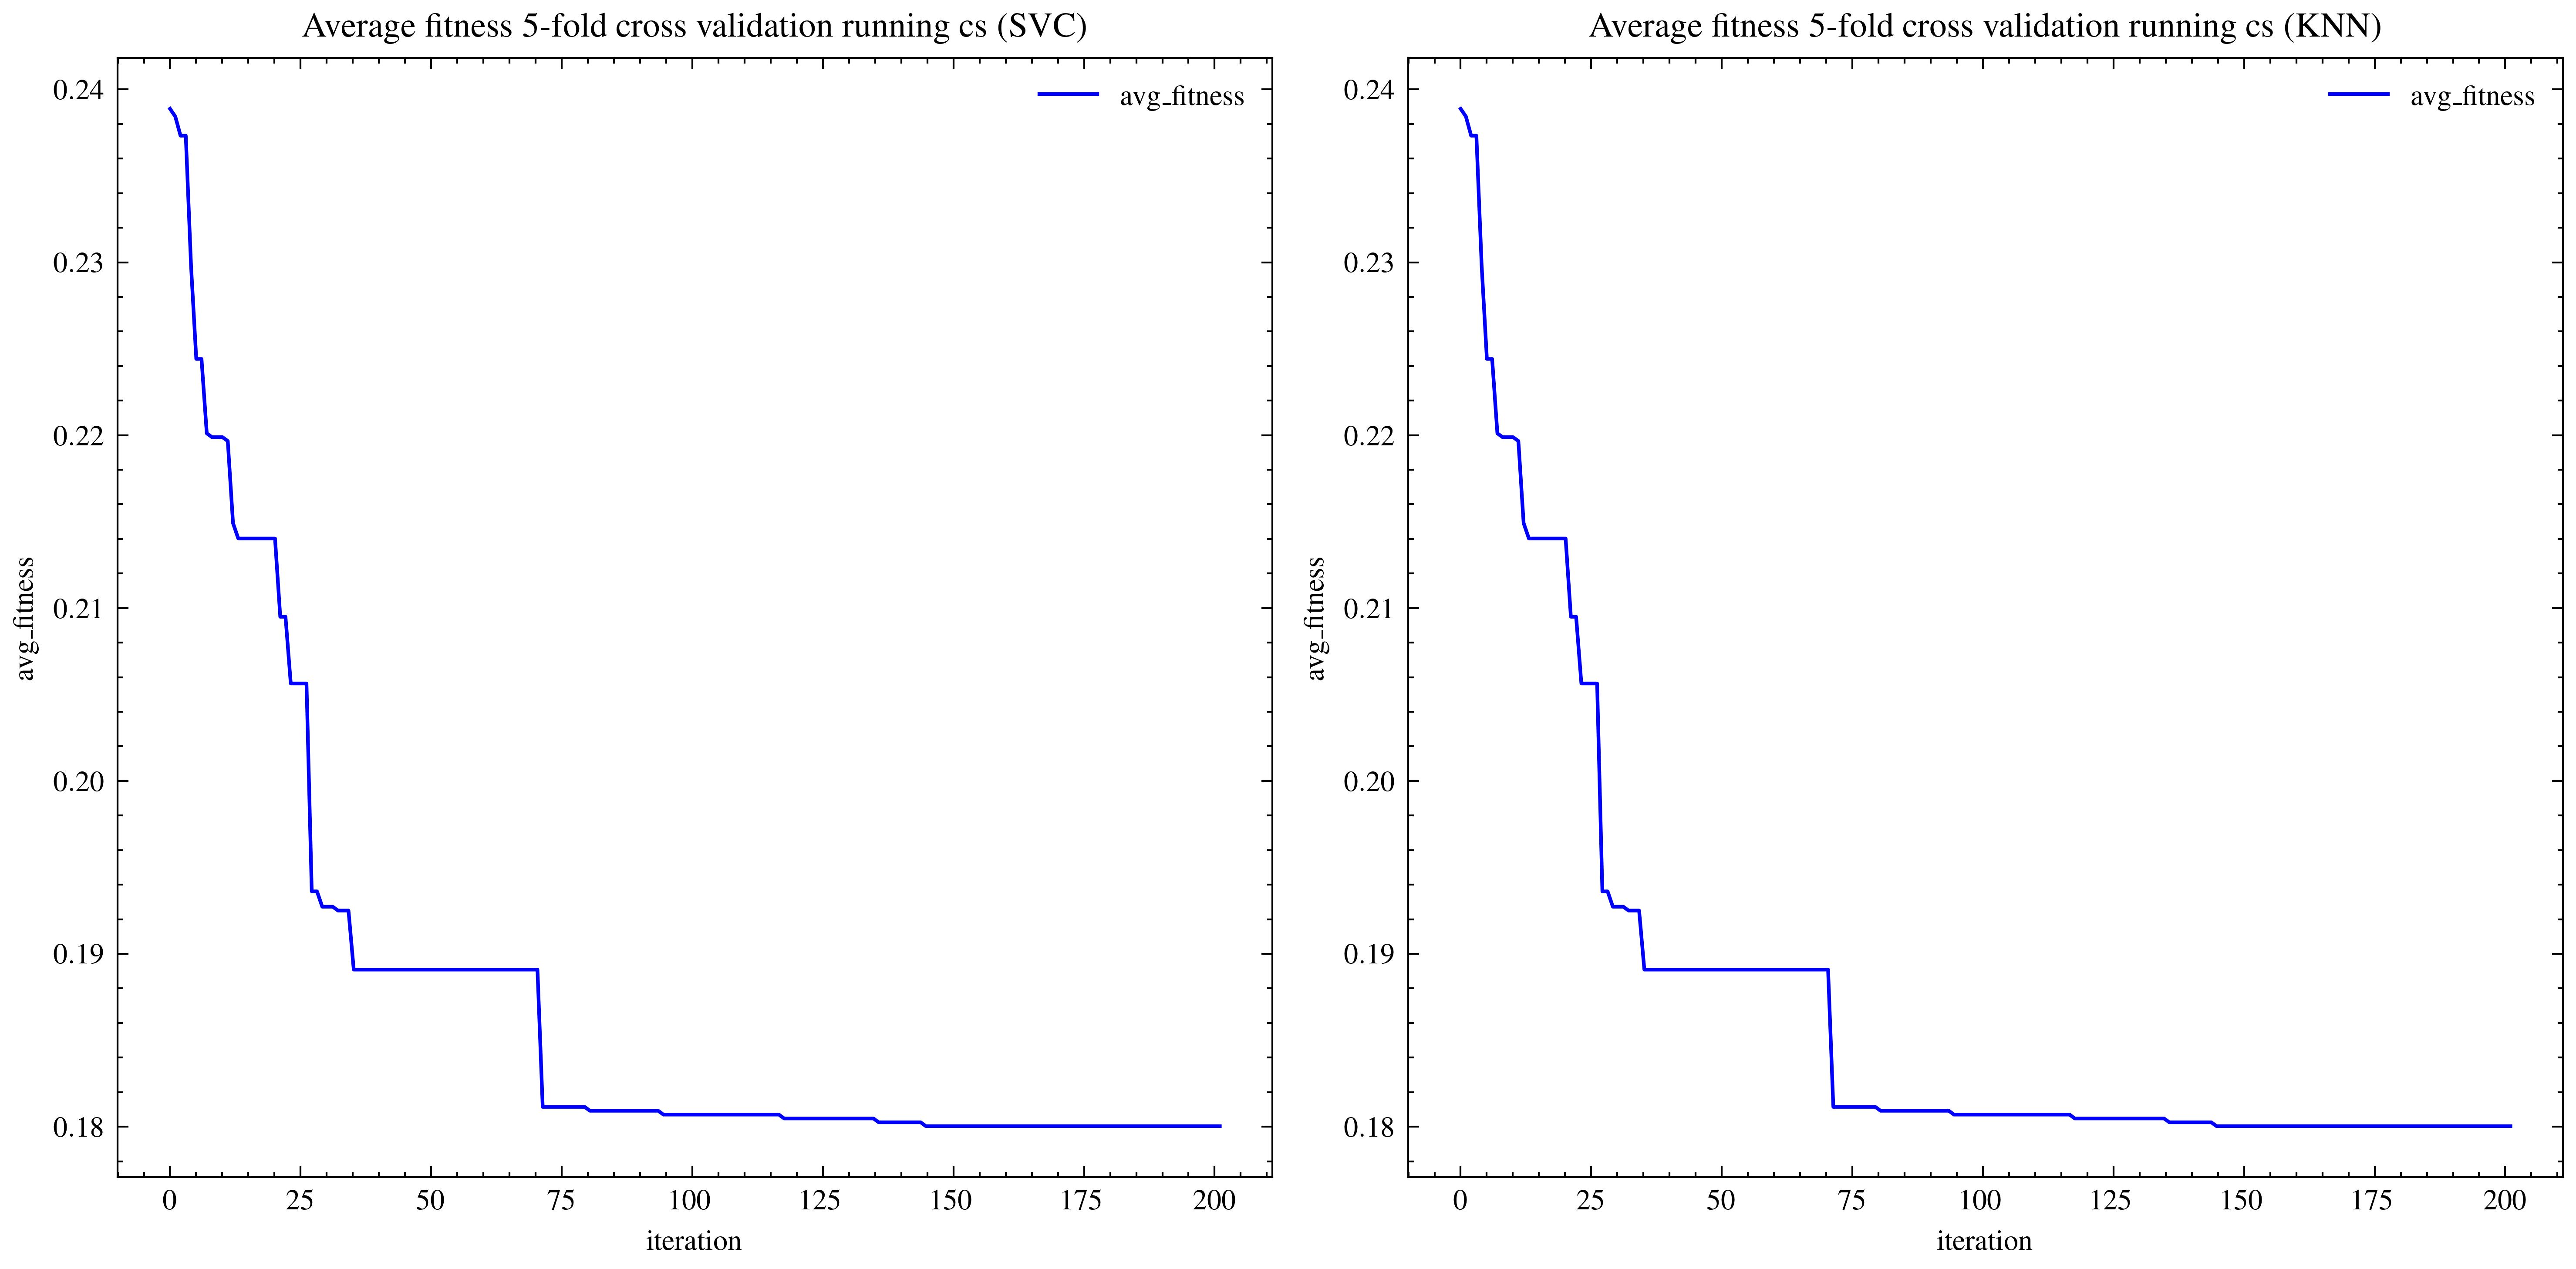 Average fitness 5-fold cross validation running cs (SVC)
avg_fitness
0.24
0.23
0.22
0.21
0.20
0.19
0.18
avg_fitness
0 25 50 75 100 125 150 175 200
iteration
Average fitness 5-fold cross validation running cs (KNN)
avg_fitness
0.24
0.23
0.22
0.21
0.20
0.19
0.18
avg_fitness
0 25 50 75 100 125 150 175 200
iteration